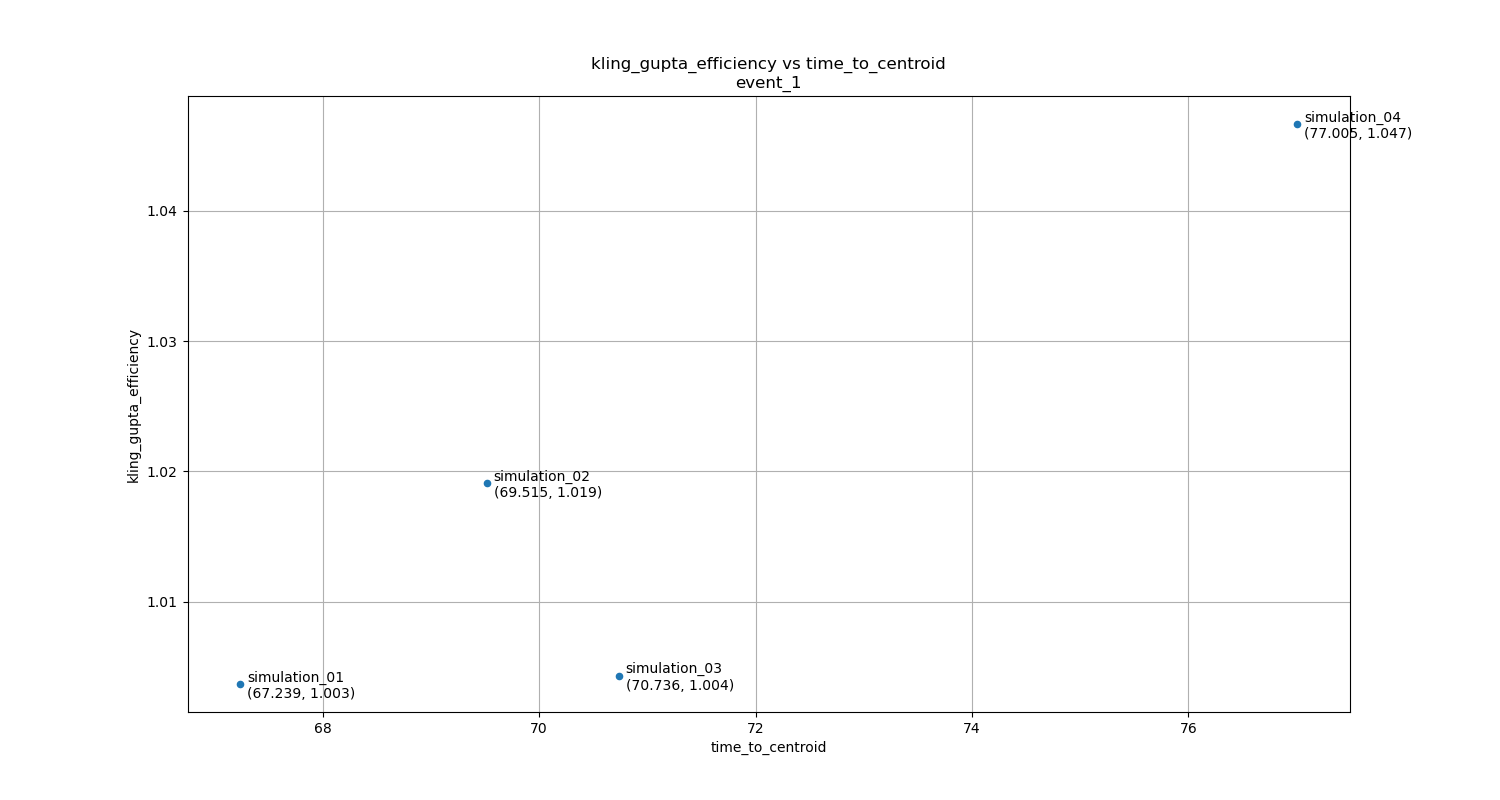 kling_gupta_efficiency vs time_to_centroid
event_1
simulation_04
(77.005, 1.047)
1.04
1.03
kling_gupta_efficiency
1.02
simulation_02
(69.515, 1.019)
1.01
simulation_03
(70.736, 1.004)
simulation_01
(67.239, 1.003)
68
70
72
74
76
time_to_centroid